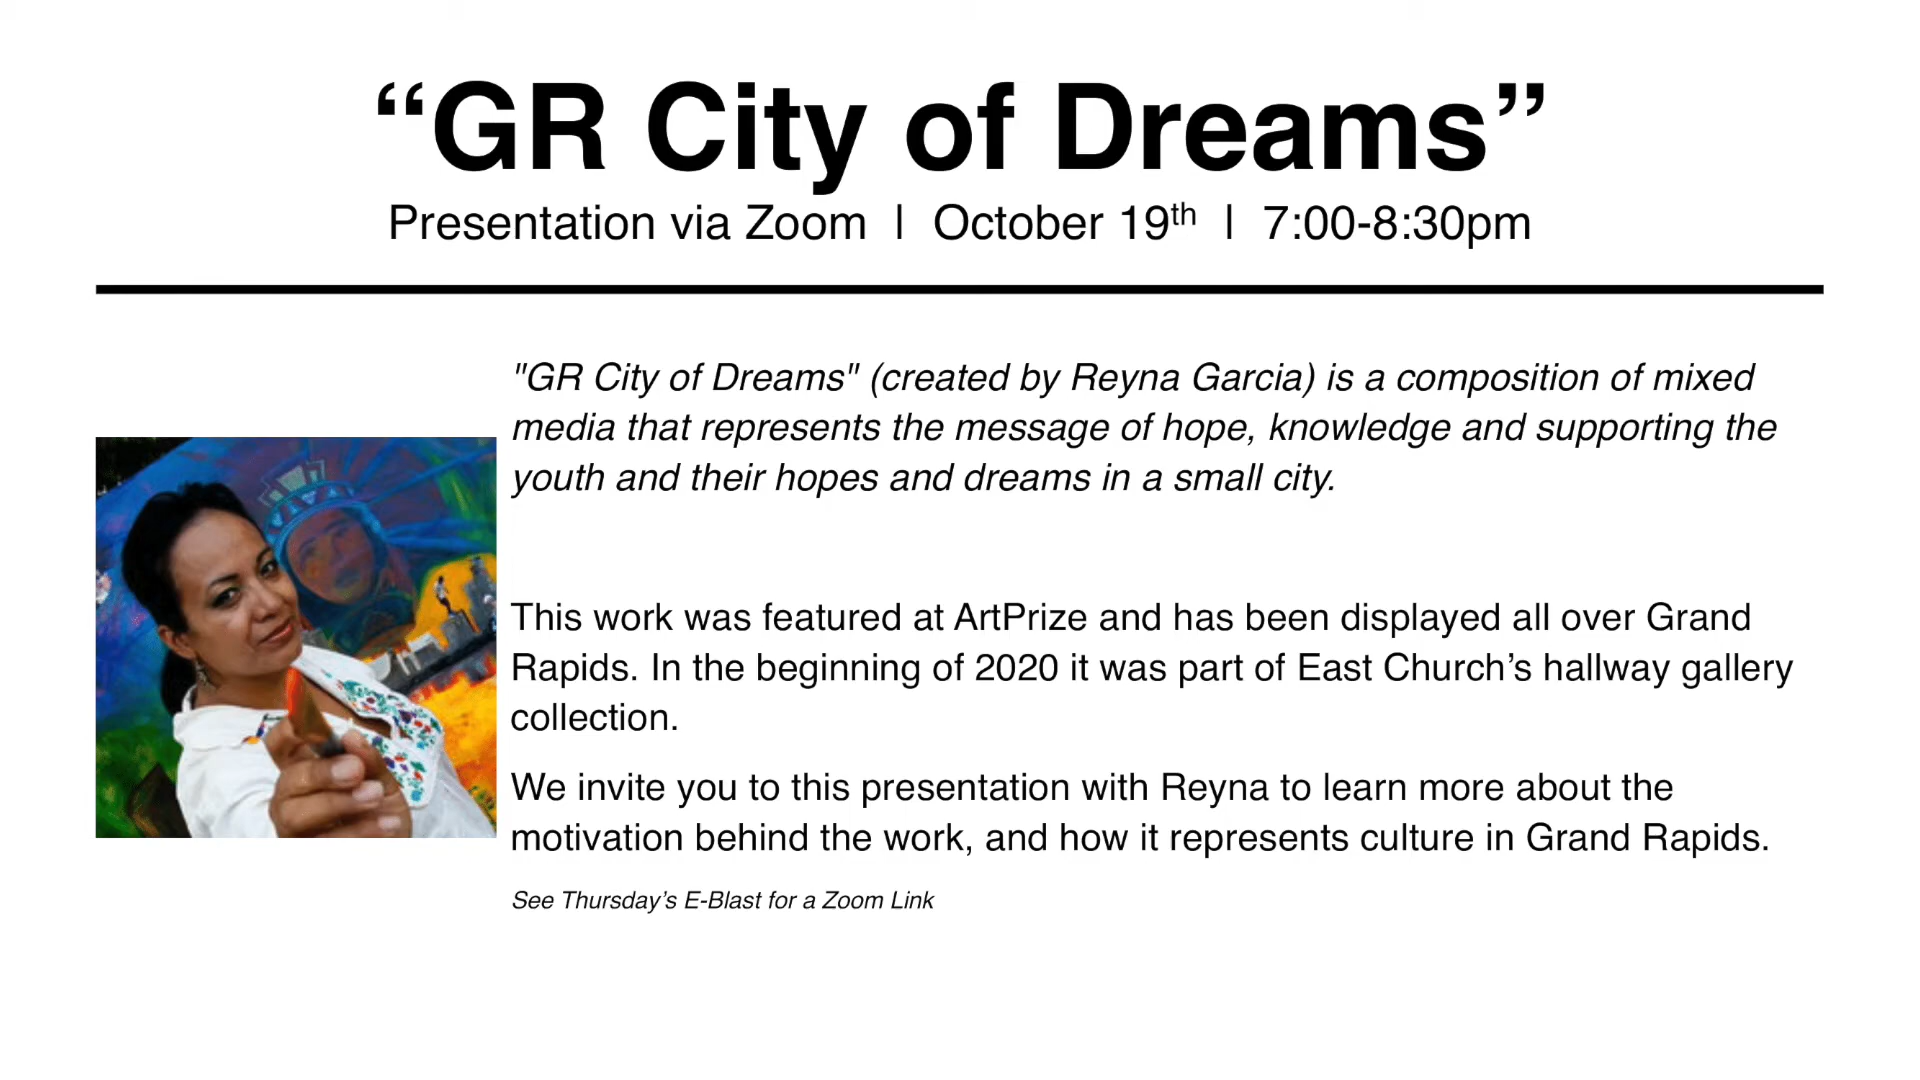 “GR City of Dreams”
Presentation via Zoom | October 19th | 7:00-8:30pm
"GR City of Dreams" (created by Reyna Garcia) is a composition of mixed
media that represents the message of hope, knowledge and supporting the
youth and their hopes and dreams in a small city.
This work was featured at ArtPrize and has been displayed all over Grand
Rapids. In the beginning of 2020 it was part of East Church’s hallway gallery
collection.
We invite you to this presentation with Reyna to learn more about the
motivation behind the work, and how it represents culture in Grand Rapids.
See Thursday’s E-Blast for a Zoom Link